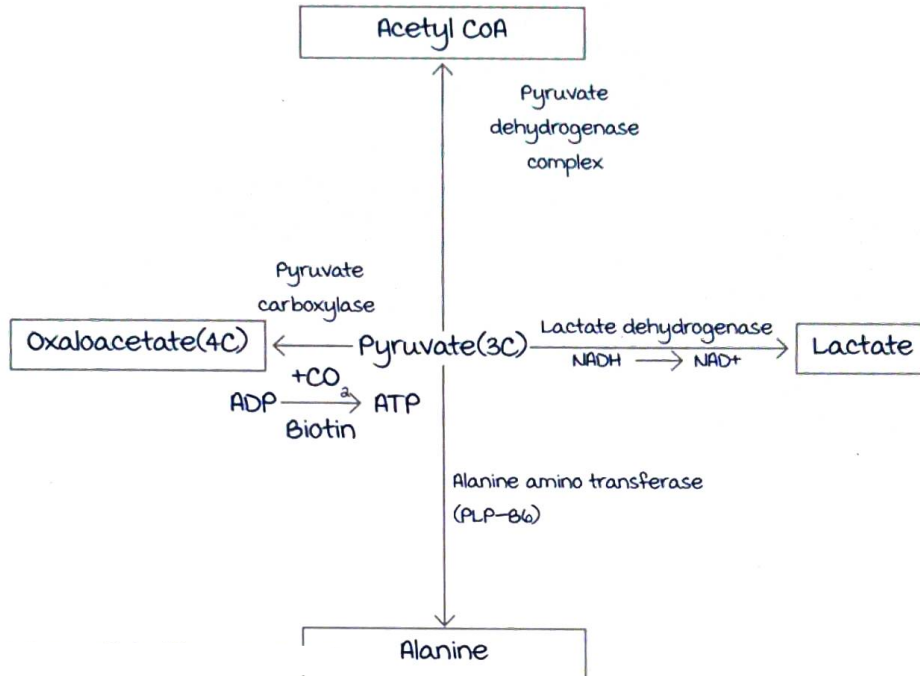 Acetyl CoA
Pyruvate
dehydrogenase
complex
Pyruvate
carboxylase
Oxaloacetate(4C)
Pyruvate(3C)
Lactate dehydrogenase
NADH → NAD+
Lactate
+CO2
ADP → ATP
Biotin
Alanine amino transferase
(PLP-B6)
Alanine